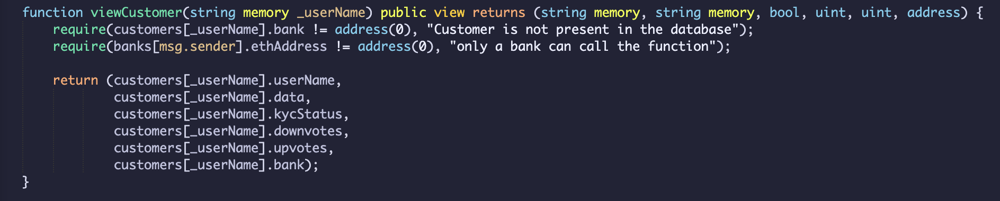 function viewCustomer(string memory _userName) public view returns (string memory, string memory, bool, uint, uint, address) {
    require(customers[_userName].bank != address(0), "Customer is not present in the database");
    require(banks[msg.sender].ethAddress != address(0), "only a bank can call the function");

    return (customers[_userName].userName,
            customers[_userName].data,
            customers[_userName].kycStatus,
            customers[_userName].downvotes,
            customers[_userName].upvotes,
            customers[_userName].bank);
}